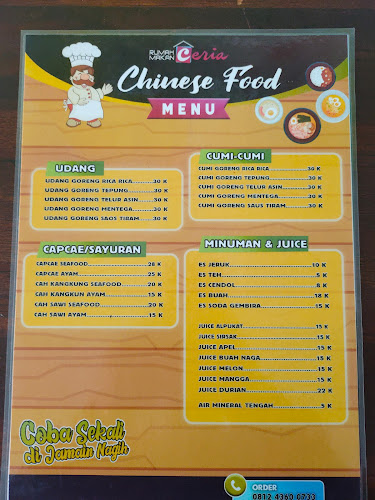 RUMAH MAKAN Ceria
Chinese Food
MENU
UDANG
UDANG GORENG RICA RICA..........30 K
UDANG GORENG TEPUNG..........30 K
UDANG GORENG TELUR ASIN..........30 K
UDANG GORENG MENTEGA..........30 K
UDANG GORENG SAOS TIRAM..........30 K
CUMI-CUMI
CUMI GORENG RICA RICA..........30 K
CUMI GORENG TEPUNG..........30 K
CUMI GORENG TELUR ASIN..........30 K
CUMI GORENG MENTEGA..........30 K
CUMI GORENG SAUS TIRAM..........30 K
CAPCAE/SAYURAN
CAPCAE SEAFOOD..........28 K
CAPCAE AYAM..........25 K
CAH KANGKUNG SEAFOOD..........20 K
CAH KANGKUN AYAM..........15 K
CAH SAWI SEAFOOD..........20 K
CAH SAWI AYAM..........15 K
MINUMAN & JUICE
ES JERUK..........10 K
ES TEH..........5 K
ES CENDOL..........8 K
ES BUAH..........18 K
ES SODA GEMBIRA..........15 K
JUICE ALPUKAT..........15 K
JUICE SIRSAK..........15 K
JUICE APEL..........15 K
JUICE BUAH NAGA..........15 K
JUICE MELON..........15 K
JUICE MANGGA..........15 K
JUICE DURIAN..........22 K
AIR MINERAL TENGAH..........5 K
Coba Sekali
di Jeumain Nagih
ORDER
0812 4360 0733